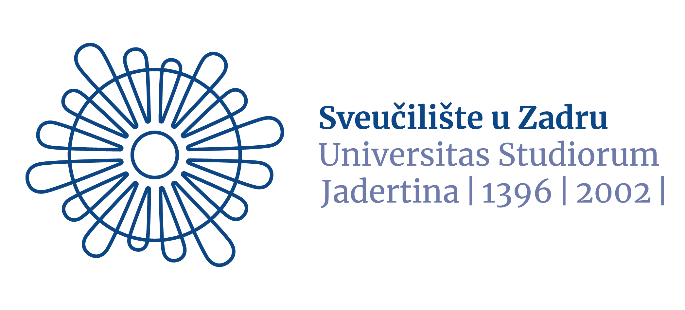 Sveučilište u Zadru
Universitas Studiorum
Jadertina | 1396 | 2002 |